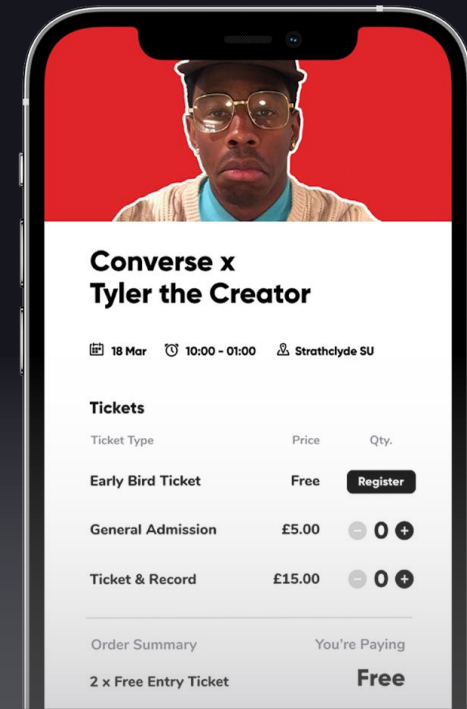 Converse x
Tyler the Creator
18 Mar 10:00 - 01:00 Strathclyde SU
Tickets
Ticket Type Price Qty.
Early Bird Ticket Free Register
General Admission £5.00 - 0 +
Ticket & Record £15.00 - 0 +
Order Summary You're Paying
2 x Free Entry Ticket Free